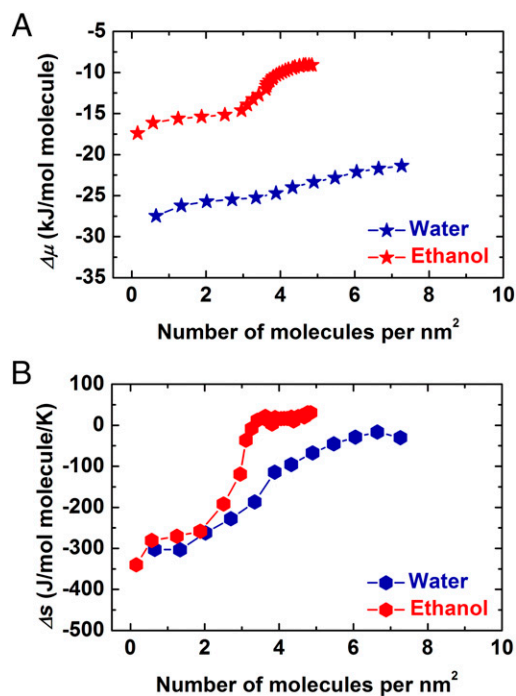 A
Δμ (kJ/mol molecule)
-5
-10
-15
-20
-25
-30
-35
Water
Ethanol
0 2 4 6 8 10
Number of molecules per nm²
B
Δs (J/mol molecule/K)
100
0
-100
-200
-300
-400
-500
Water
Ethanol
0 2 4 6 8 10
Number of molecules per nm²